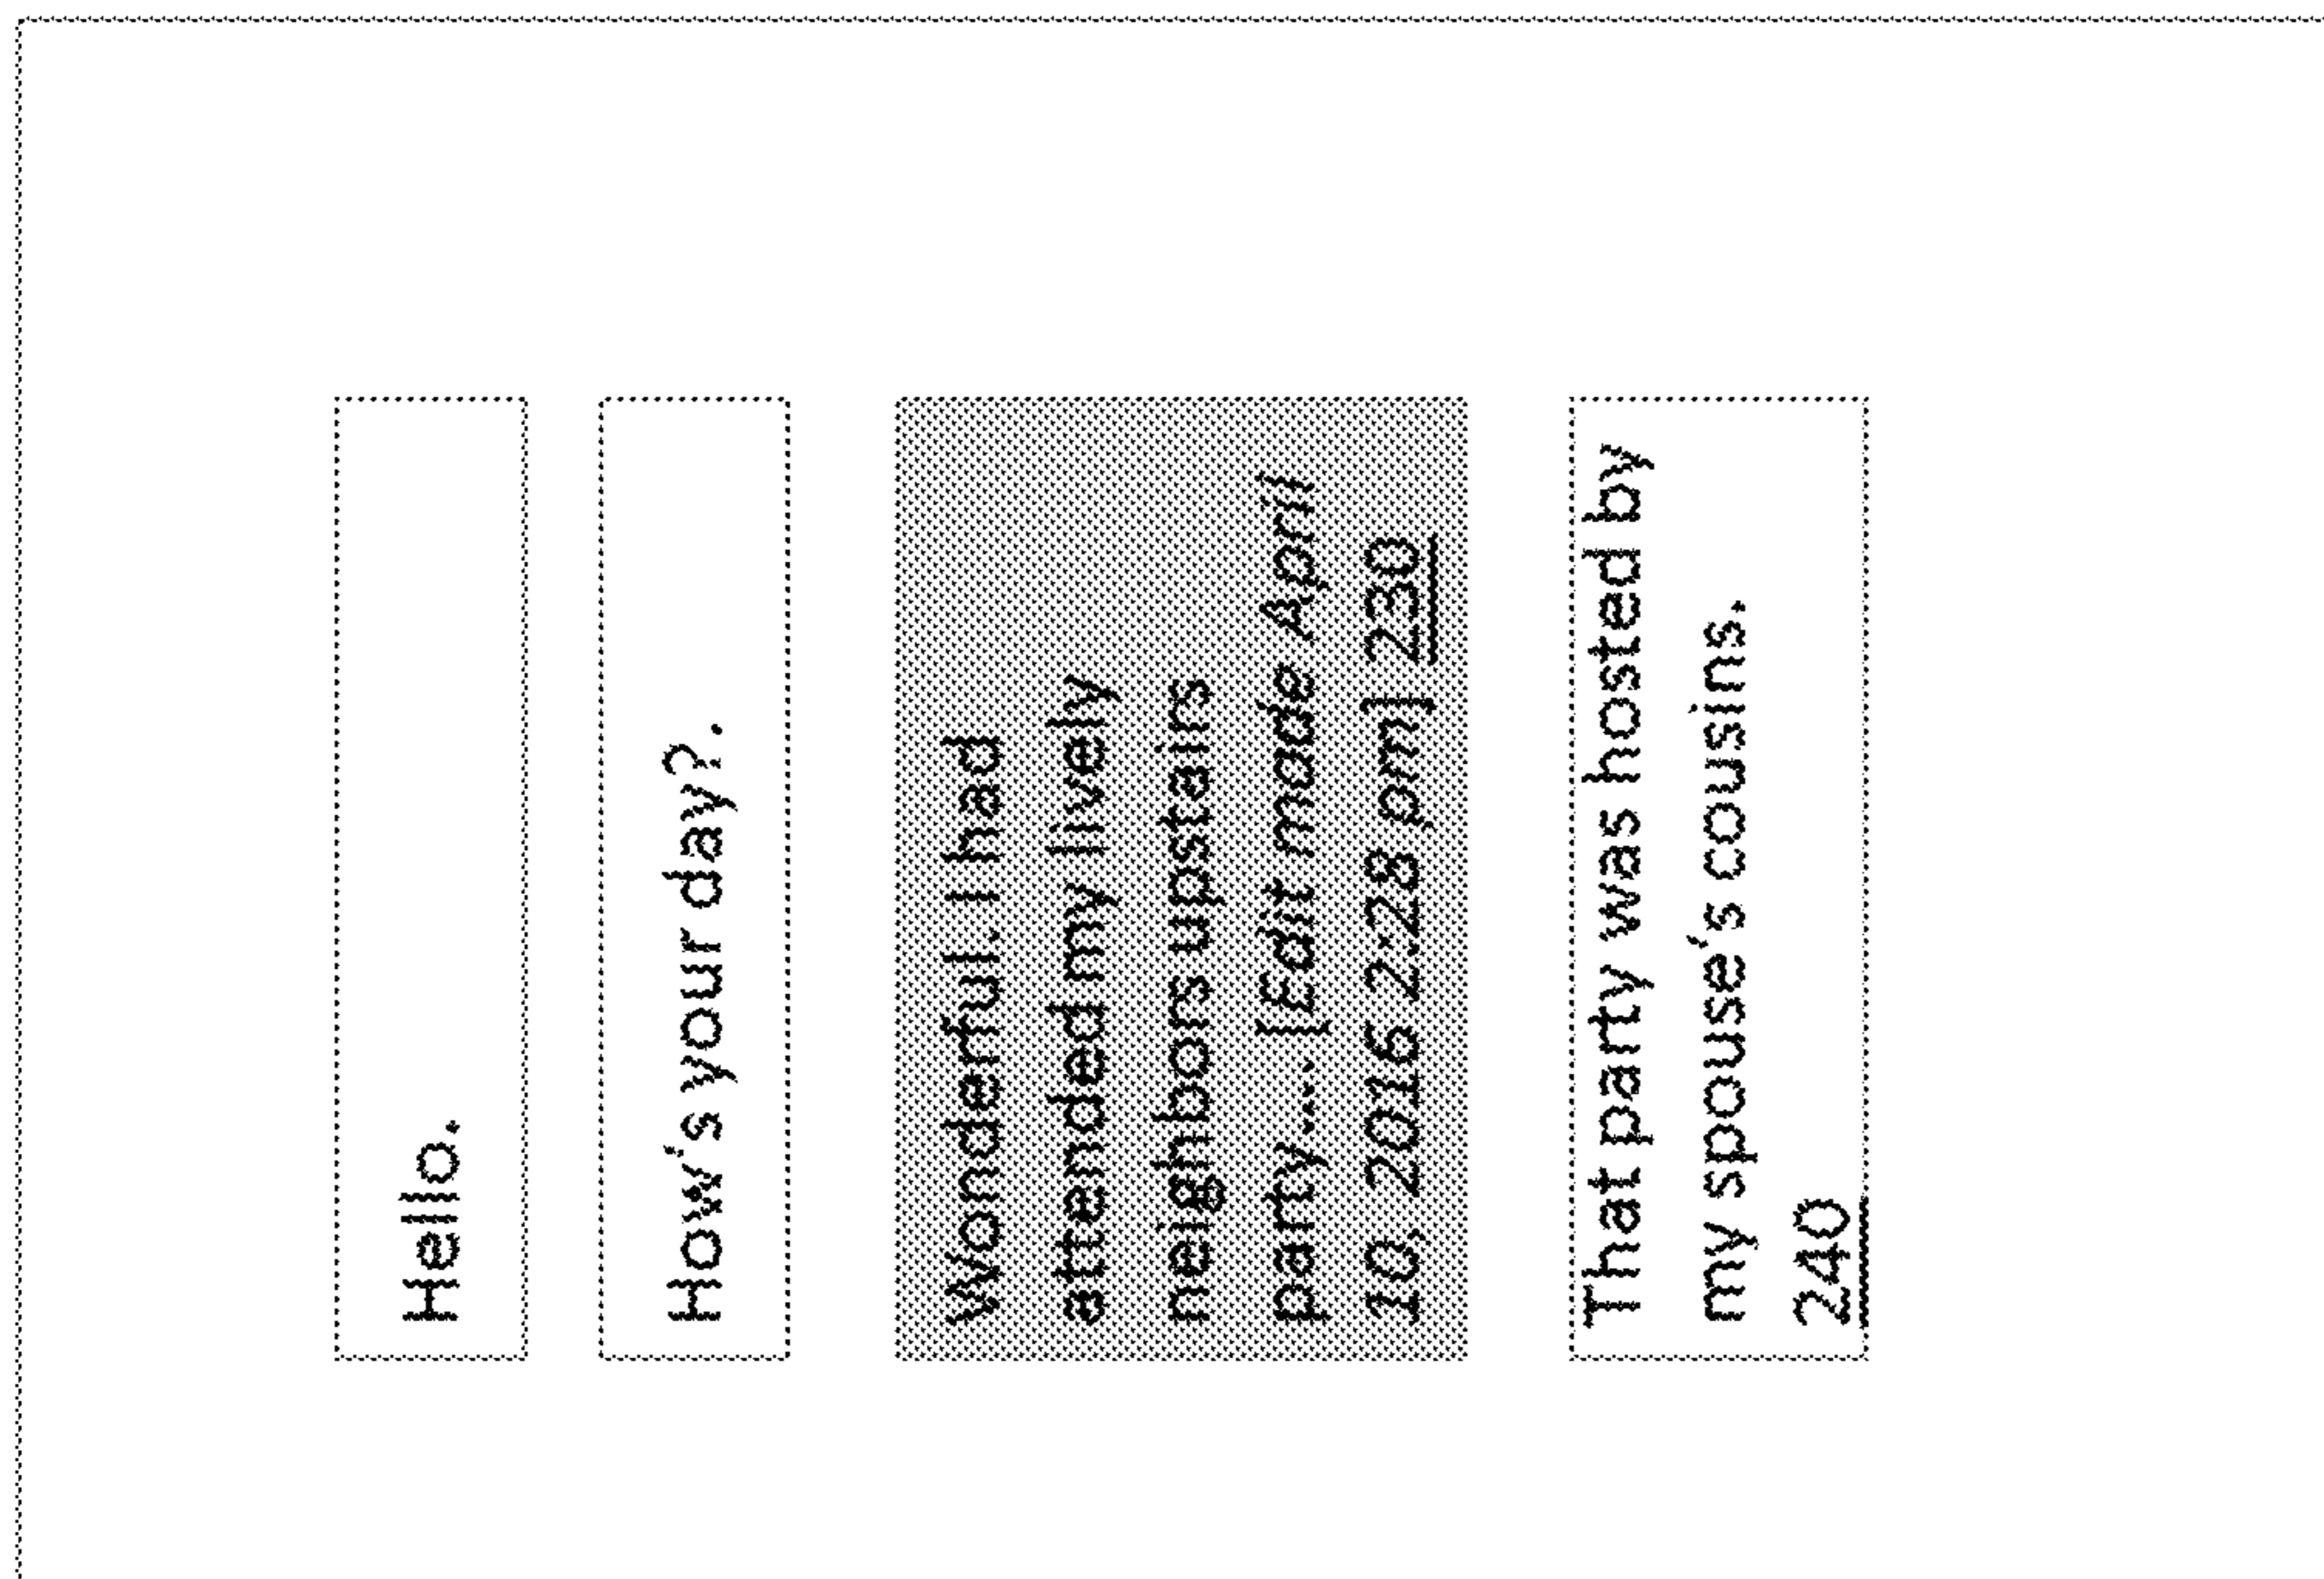 Hello.
How's your day?.
Wonderful. I had
attended my lively
neighbors upstairs
party.... [Edit made April
10, 2016 2:28 pm] 230
That party was hosted by
my spouse's cousins.
240